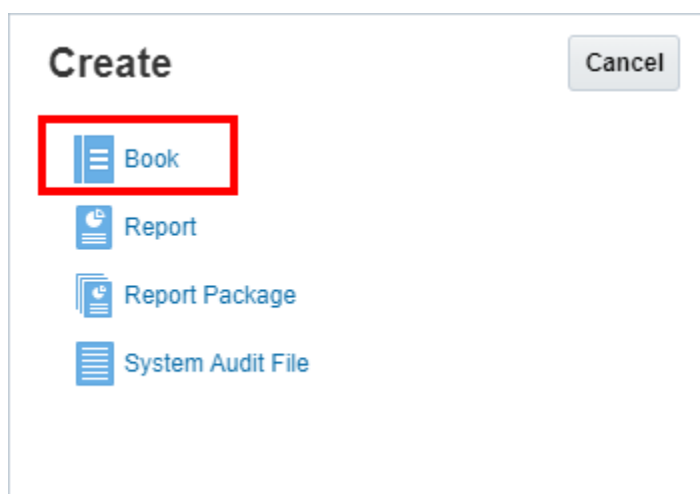 Create
Cancel
Book
Report
Report Package
System Audit File